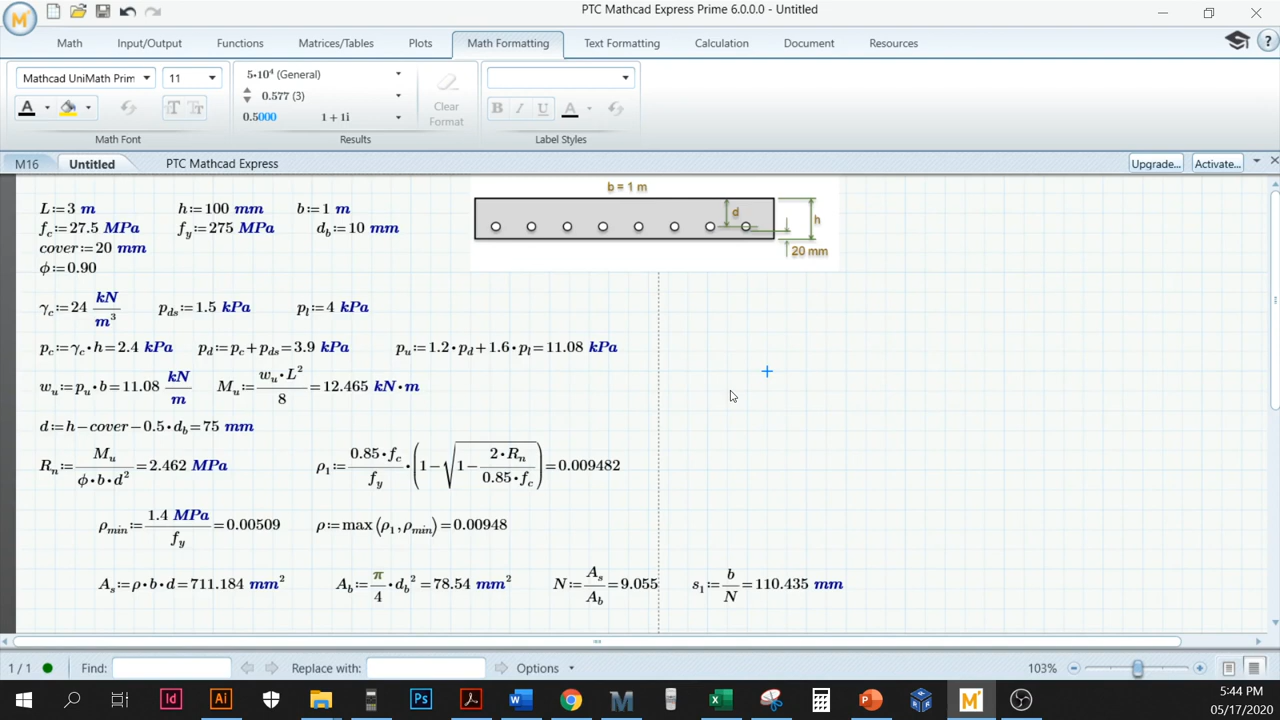 PTC Mathcad Express Prime 6.0.0.0 - Untitled
Math Input/Output Functions Matrices/Tables Plots Math Formatting Text Formatting Calculation Document Resources
Mathcad UniMath Prim 11
5•10⁴ (General)
0.577 (3)
0.5000 1 + 1i
Clear Format
B I U A
Math Font Results Label Styles
M16 Untitled PTC Mathcad Express Upgrade... Activate...
b = 1 m
d
h
20 mm
L:=3 m h:=100 mm b:=1 m
f_c:=27.5 MPa f_y:=275 MPa d_b:=10 mm
cover:=20 mm
ϕ:=0.90
γ_c:=24 kN/m³ p_ds:=1.5 kPa p_l:=4 kPa
p_c:=γ_c•h=2.4 kPa p_d:=p_c+p_ds=3.9 kPa p_u:=1.2•p_d+1.6•p_l=11.08 kPa
w_u:=p_u•b=11.08 kN/m M_u:=w_u•L²/8=12.465 kN•m
d:=h−cover−0.5•d_b=75 mm
R_n:=M_u/(ϕ•b•d²)=2.462 MPa ρ_1:=0.85•f_c/f_y•(1−√(1−2•R_n/(0.85•f_c)))=0.009482
ρ_min:=1.4 MPa/f_y=0.00509 ρ:=max(ρ_1,ρ_min)=0.00948
A_s:=ρ•b•d=711.184 mm² A_b:=π/4•d_b²=78.54 mm² N:=A_s/A_b=9.055 s_1:=b/N=110.435 mm
1 / 1 Find: Replace with: Options 103%
5:44 PM
05/17/2020